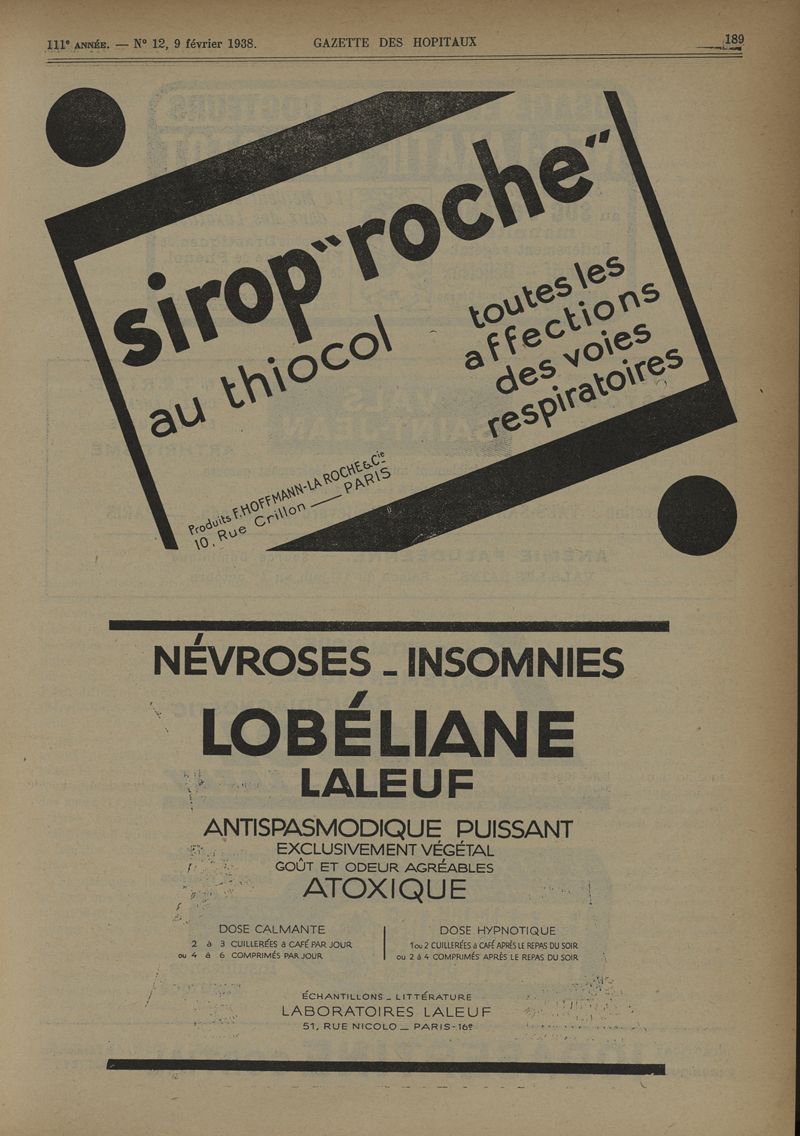 111e ANNÉE. — No 12, 9 février 1938.
GAZETTE DES HOPITAUX
189
sirop "roche"
au thiocol
toutes les
affections
des voies
respiratoires
Produits F. HOFFMANN-LA ROCHE & Cie
10, Rue Crillon — PARIS
NÉVROSES _ INSOMNIES
LOBÉLIANE
LALEUF
ANTISPASMODIQUE PUISSANT
EXCLUSIVEMENT VÉGÉTAL
GOÛT ET ODEUR AGRÉABLES
ATOXIQUE
DOSE CALMANTE
2 à 3 CUILLERÉES à CAFÉ PAR JOUR
ou 4 à 6 COMPRIMÉS PAR JOUR
DOSE HYPNOTIQUE
1 ou 2 CUILLERÉES à CAFÉ APRÈS LE REPAS DU SOIR
ou 2 à 4 COMPRIMÉS APRÈS LE REPAS DU SOIR
ÉCHANTILLONS _ LITTÉRATURE
LABORATOIRES LALEUF
51, RUE NICOLO _ PARIS-16e